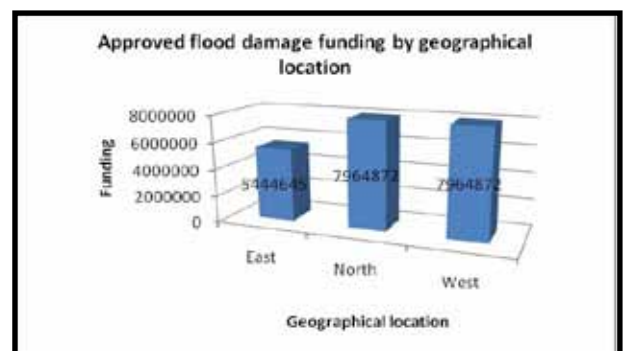 Approved flood damage funding by geographical
location
Funding
8000000
6000000
4000000
2000000
0
5444645
7964872
7964872
East
North
West
Geographical location